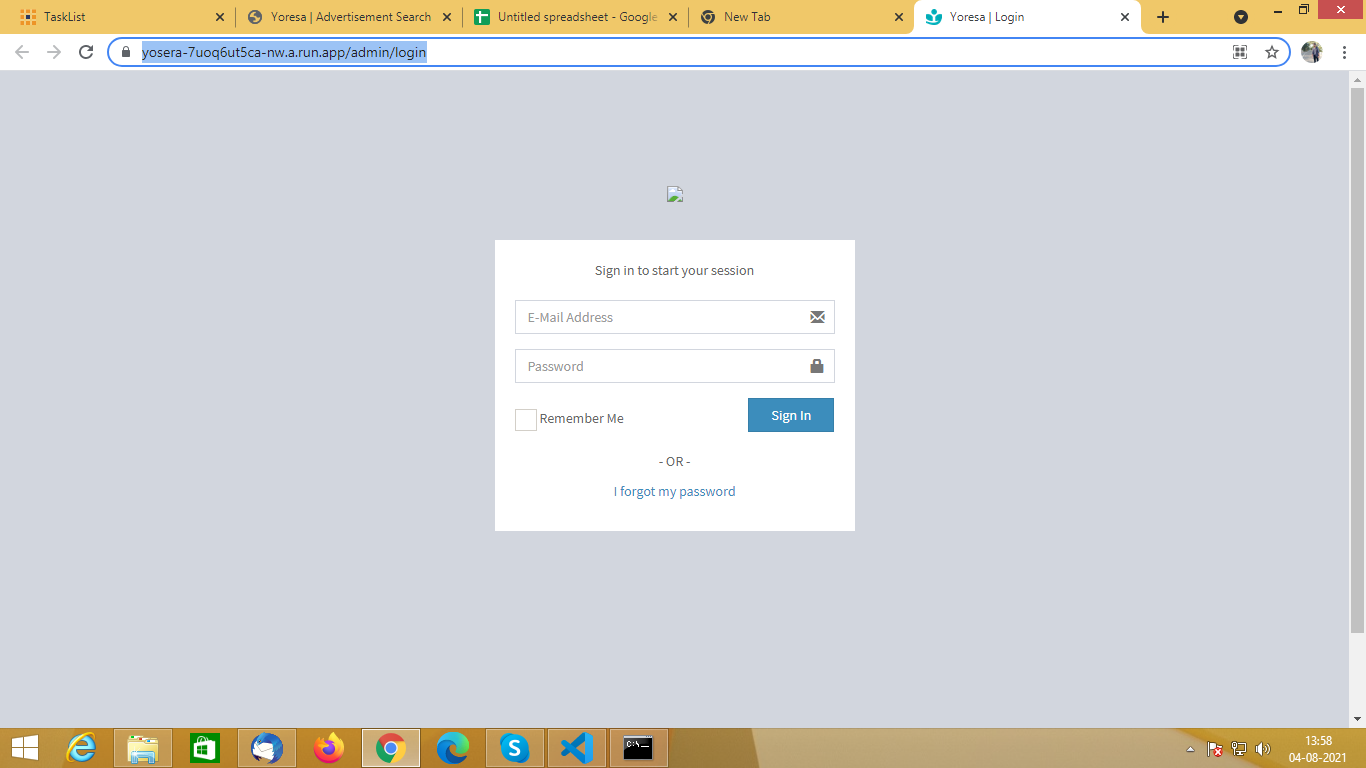 TaskList
Yoresa | Advertisement Search
Untitled spreadsheet - Google
New Tab
Yoresa | Login
yosera-7uoq6ut5ca-nw.a.run.app/admin/login
Sign in to start your session
E-Mail Address
Password
Remember Me
Sign In
- OR -
I forgot my password
C:\_
13:58
04-08-2021